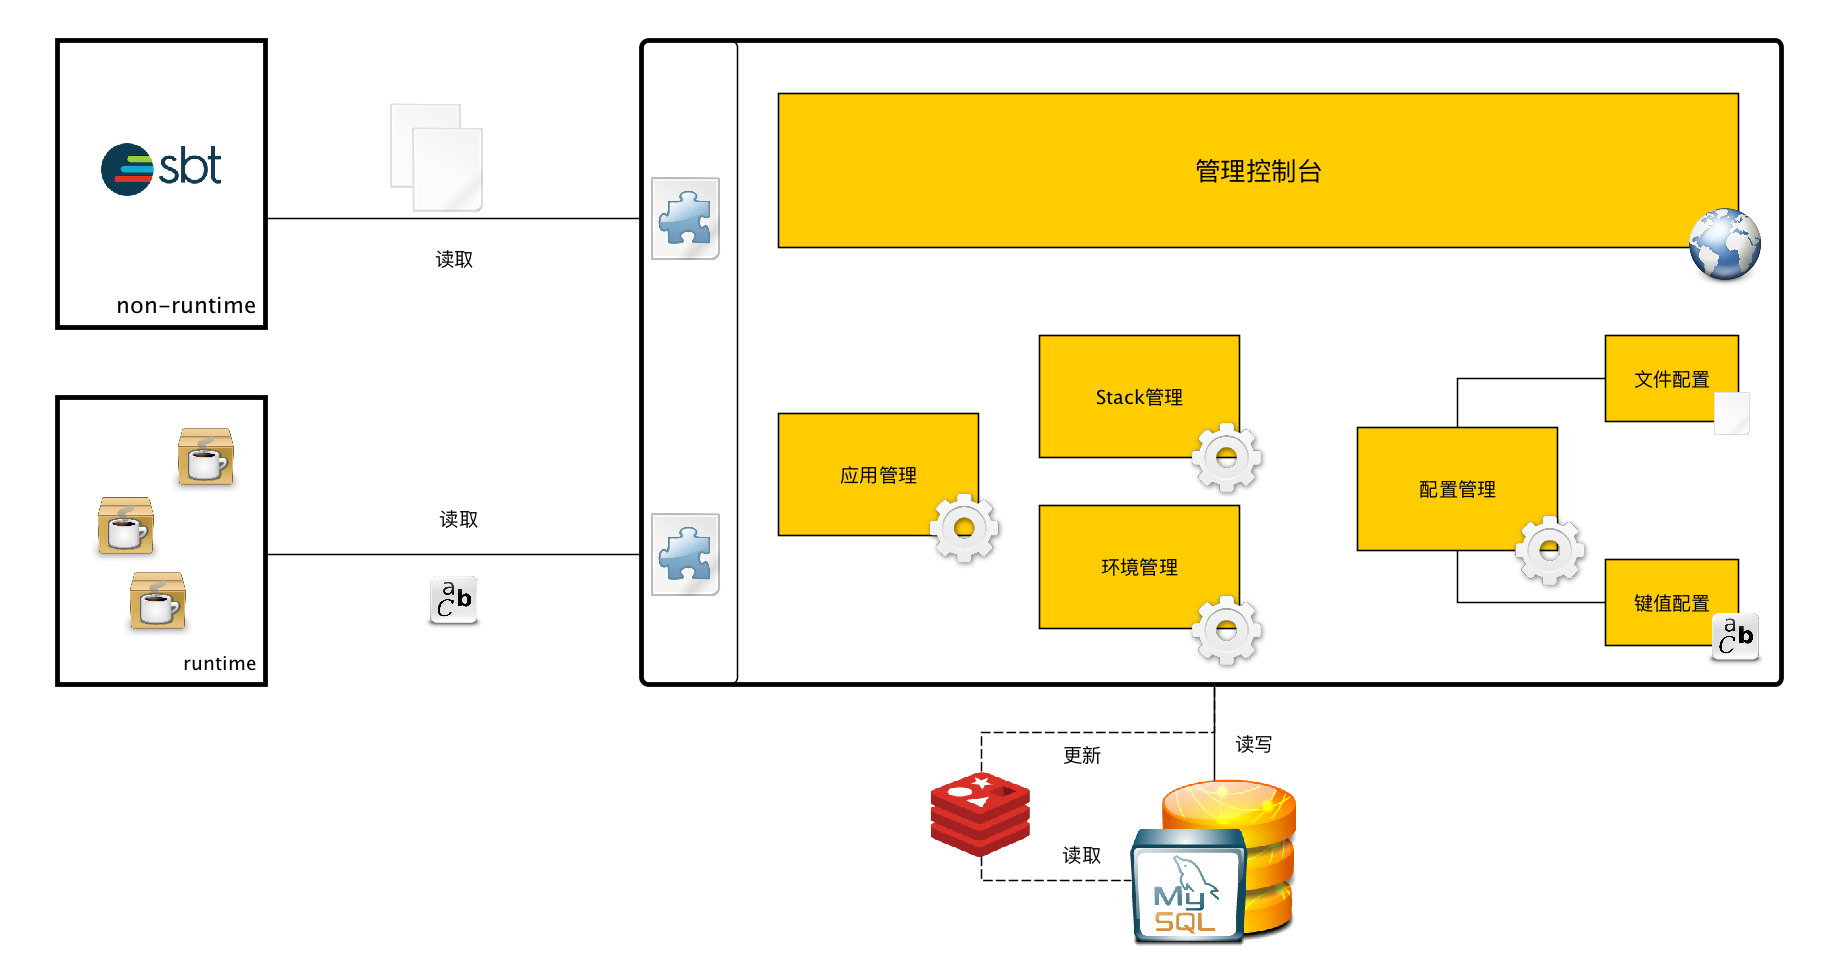 sbt
non-runtime
读取
管理控制台
Stack管理
文件配置
应用管理
配置管理
读取
环境管理
键值配置
a
b
C
a
b
C
runtime
更新
读写
读取
My
SQL